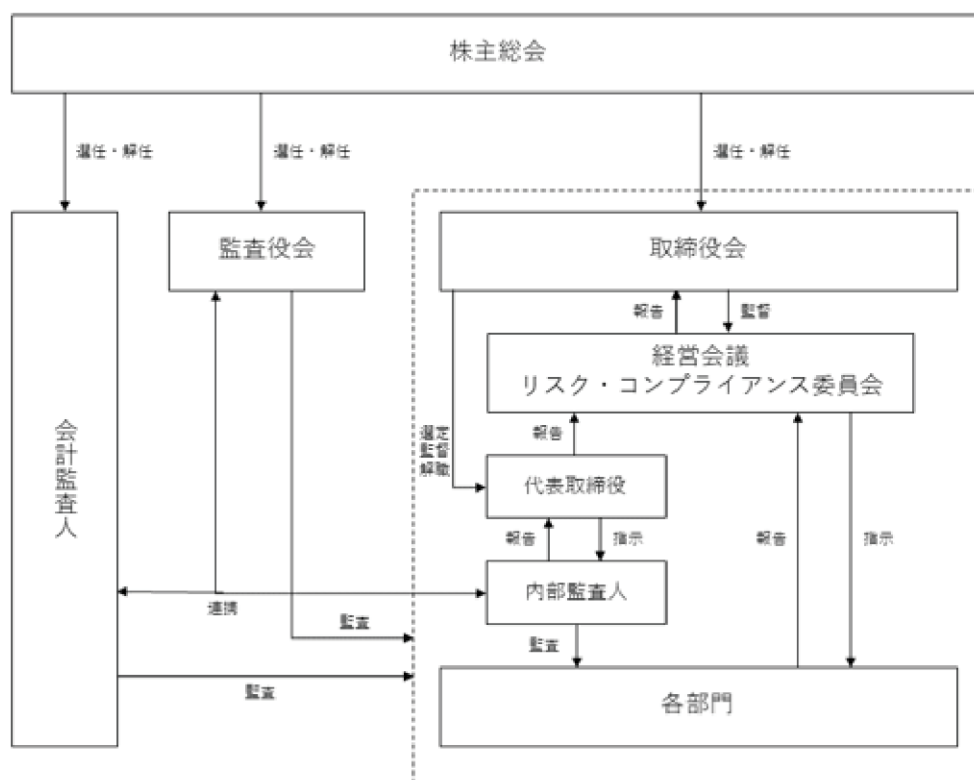 株主総会
選任・解任
選任・解任
選任・解任
監査役会
取締役会
報告
監督
経営会議
リスク・コンプライアンス委員会
選定
監督
解職
報告
会計監査人
代表取締役
報告
指示
報告
指示
内部監査人
連携
監査
監査
監査
各部門